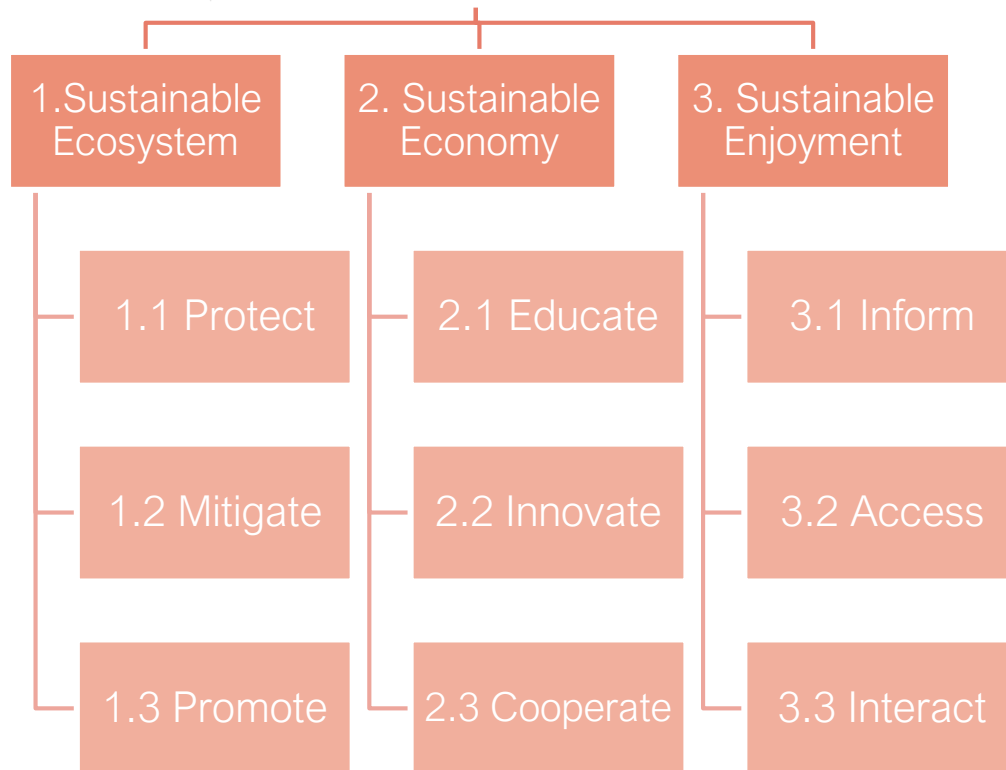 1.Sustainable
Ecosystem
2. Sustainable
Economy
3. Sustainable
Enjoyment
1.1 Protect
2.1 Educate
3.1 Inform
1.2 Mitigate
2.2 Innovate
3.2 Access
1.3 Promote
2.3 Cooperate
3.3 Interact